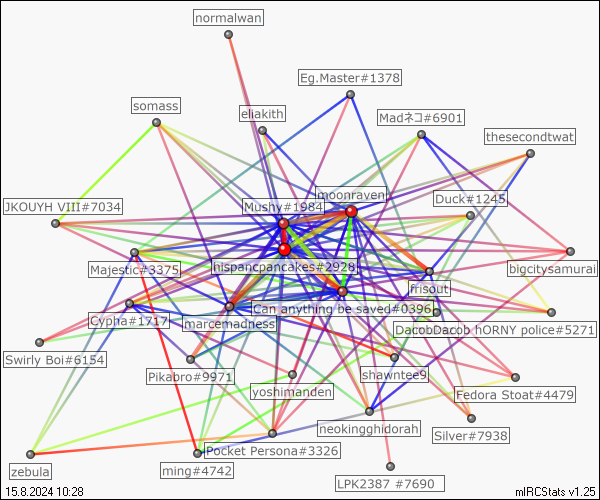 normalwan
Eg.Master#1378
somass
eliakith
Madネコ#6901
thesecondtwat
moonraven
JKOUYH VIII#7034
Mushy#1984
Duck#1245
Majestic#3375
hispancpancakes#2928
bigcitysamurai
frisout
Can anything be saved#0396
Cypha#1717
marcemadness
DacobDacob hORNY police#5271
Swirly Boi#6154
Pikabro#9971
shawntee9
yoshimanden
Fedora Stoat#4479
neokingghidorah
Silver#7938
Pocket Persona#3326
zebula
ming#4742
LPK2387 #7690
15.8.2024 10:28
mIRCStats v1.25